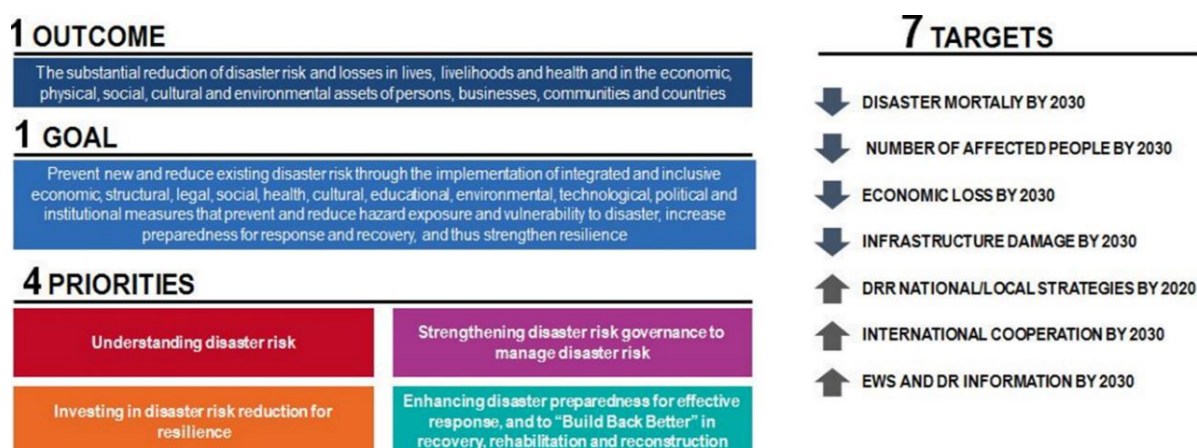 1 OUTCOME
The substantial reduction of disaster risk and losses in lives, livelihoods and health and in the economic,
physical, social, cultural and environmental assets of persons, businesses, communities and countries
1 GOAL
Prevent new and reduce existing disaster risk through the implementation of integrated and inclusive
economic, structural, legal, social, health, cultural, educational, environmental, technological, political and
institutional measures that prevent and reduce hazard exposure and vulnerability to disaster, increase
preparedness for response and recovery, and thus strengthen resilience
4 PRIORITIES
Understanding disaster risk
Strengthening disaster risk governance to
manage disaster risk
Investing in disaster risk reduction for
resilience
Enhancing disaster preparedness for effective
response, and to “Build Back Better” in
recovery, rehabilitation and reconstruction
7 TARGETS
DISASTER MORTALIY BY 2030
NUMBER OF AFFECTED PEOPLE BY 2030
ECONOMIC LOSS BY 2030
INFRASTRUCTURE DAMAGE BY 2030
DRR NATIONAL/LOCAL STRATEGIES BY 2020
INTERNATIONAL COOPERATION BY 2030
EWS AND DR INFORMATION BY 2030